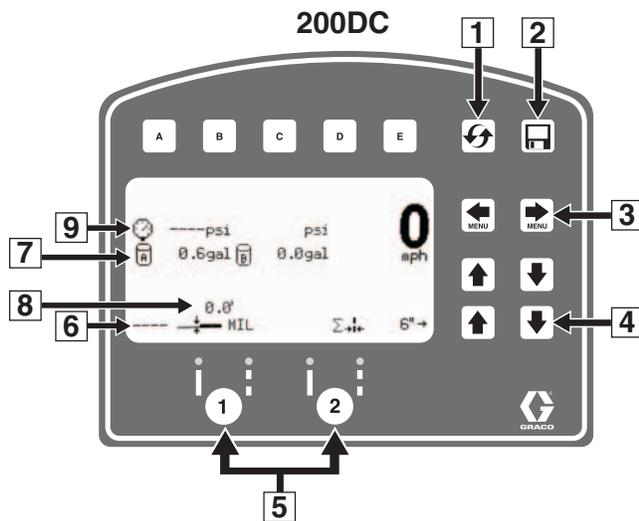 200DC
1
2
A B C D E
9
----psi psi 0
3
MENU MENU
7
A 0.6gal B 0.0gal mph
8
0.0'
6
---- MIL Σ 6"→
4
1 2
GRACO
5